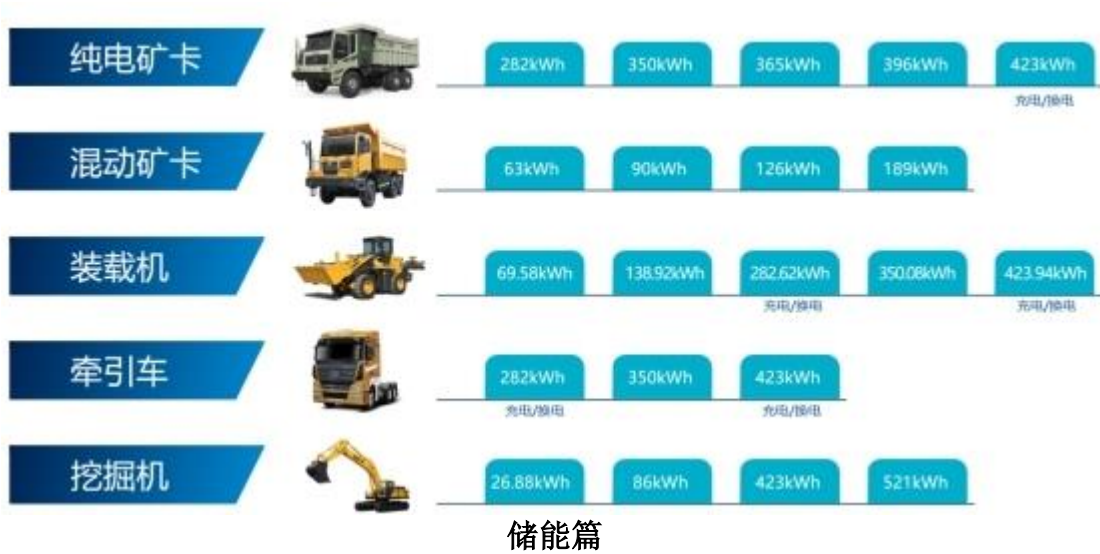 纯电矿卡 282kWh 350kWh 365kWh 396kWh 423kWh
充电/换电
混动矿卡 63kWh 90kWh 126kWh 189kWh
装载机 69.58kWh 138.92kWh 282.62kWh 350.08kWh 423.94kWh
充电/换电 充电/换电
牵引车 282kWh 350kWh 423kWh
充电/换电 充电/换电
挖掘机 26.88kWh 86kWh 423kWh 521kWh
储能篇